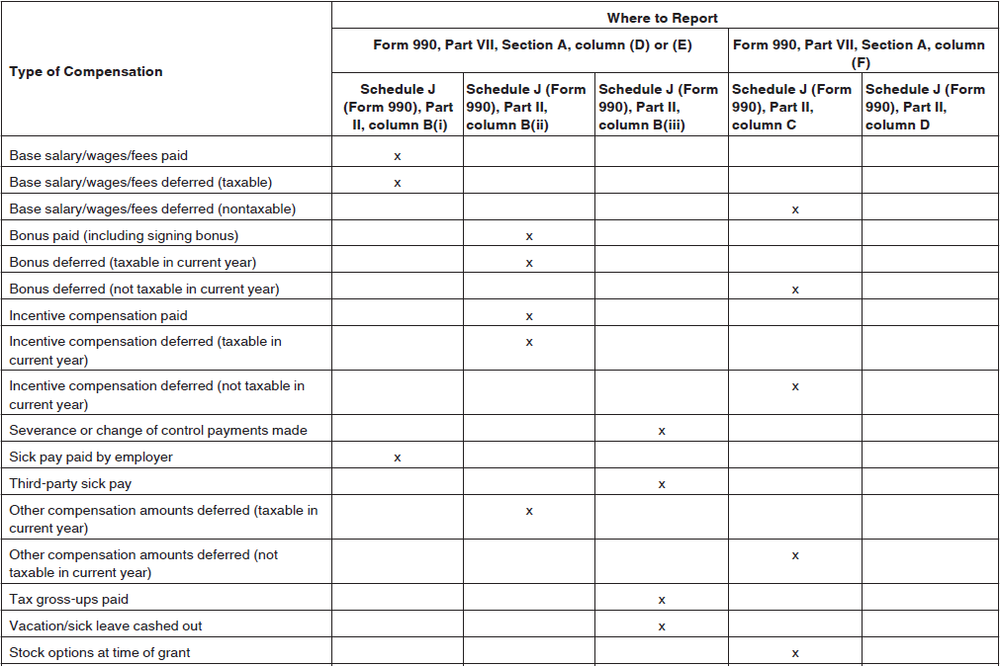 Where to Report
Type of Compensation
Form 990, Part VII, Section A, column (D) or (E)
Form 990, Part VII, Section A, column
(F)
Schedule J
(Form 990), Part
II, column B(i)
Schedule J (Form
990), Part II,
column B(ii)
Schedule J (Form
990), Part II,
column B(iii)
Schedule J (Form
990), Part II,
column C
Schedule J (Form
990), Part II,
column D
Base salary/wages/fees paid x
Base salary/wages/fees deferred (taxable) x
Base salary/wages/fees deferred (nontaxable) x
Bonus paid (including signing bonus) x
Bonus deferred (taxable in current year) x
Bonus deferred (not taxable in current year) x
Incentive compensation paid x
Incentive compensation deferred (taxable in x
current year)
Incentive compensation deferred (not taxable in x
current year)
Severance or change of control payments made x
Sick pay paid by employer x
Third-party sick pay x
Other compensation amounts deferred (taxable in x
current year)
Other compensation amounts deferred (not x
taxable in current year)
Tax gross-ups paid x
Vacation/sick leave cashed out x
Stock options at time of grant x